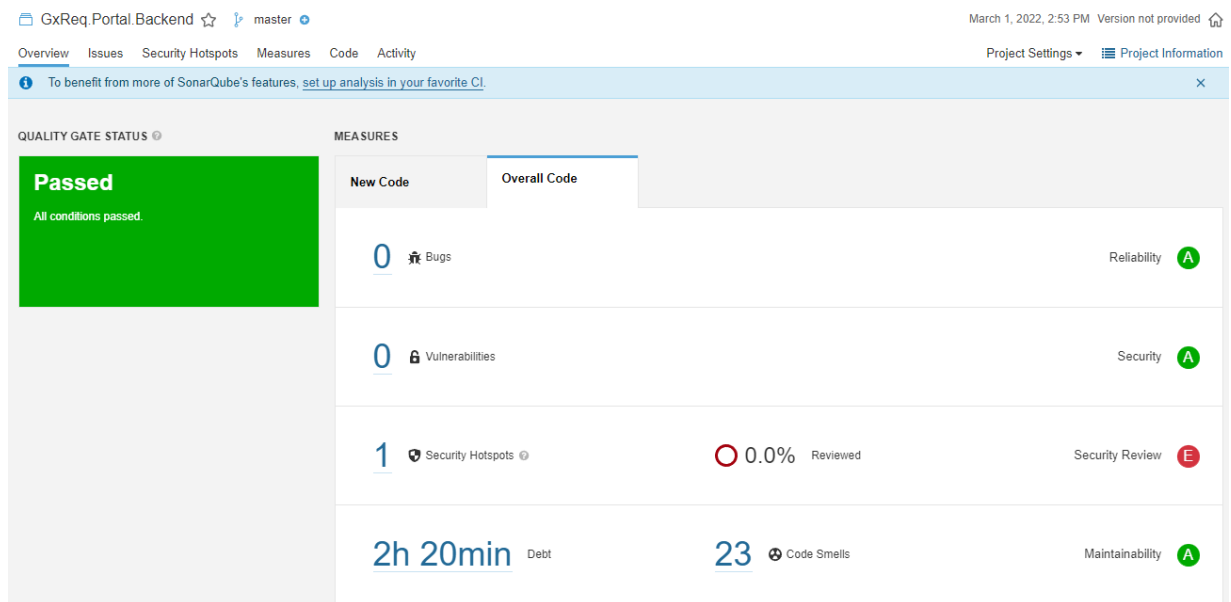 GxReq.Portal.Backend master March 1, 2022, 2:53 PM Version not provided
Overview Issues Security Hotspots Measures Code Activity Project Settings Project Information
To benefit from more of SonarQube's features, set up analysis in your favorite CI.
QUALITY GATE STATUS
Passed
All conditions passed.
MEASURES
New Code Overall Code
0 Bugs Reliability A
0 Vulnerabilities Security A
1 Security Hotspots 0.0% Reviewed Security Review E
2h 20min Debt 23 Code Smells Maintainability A